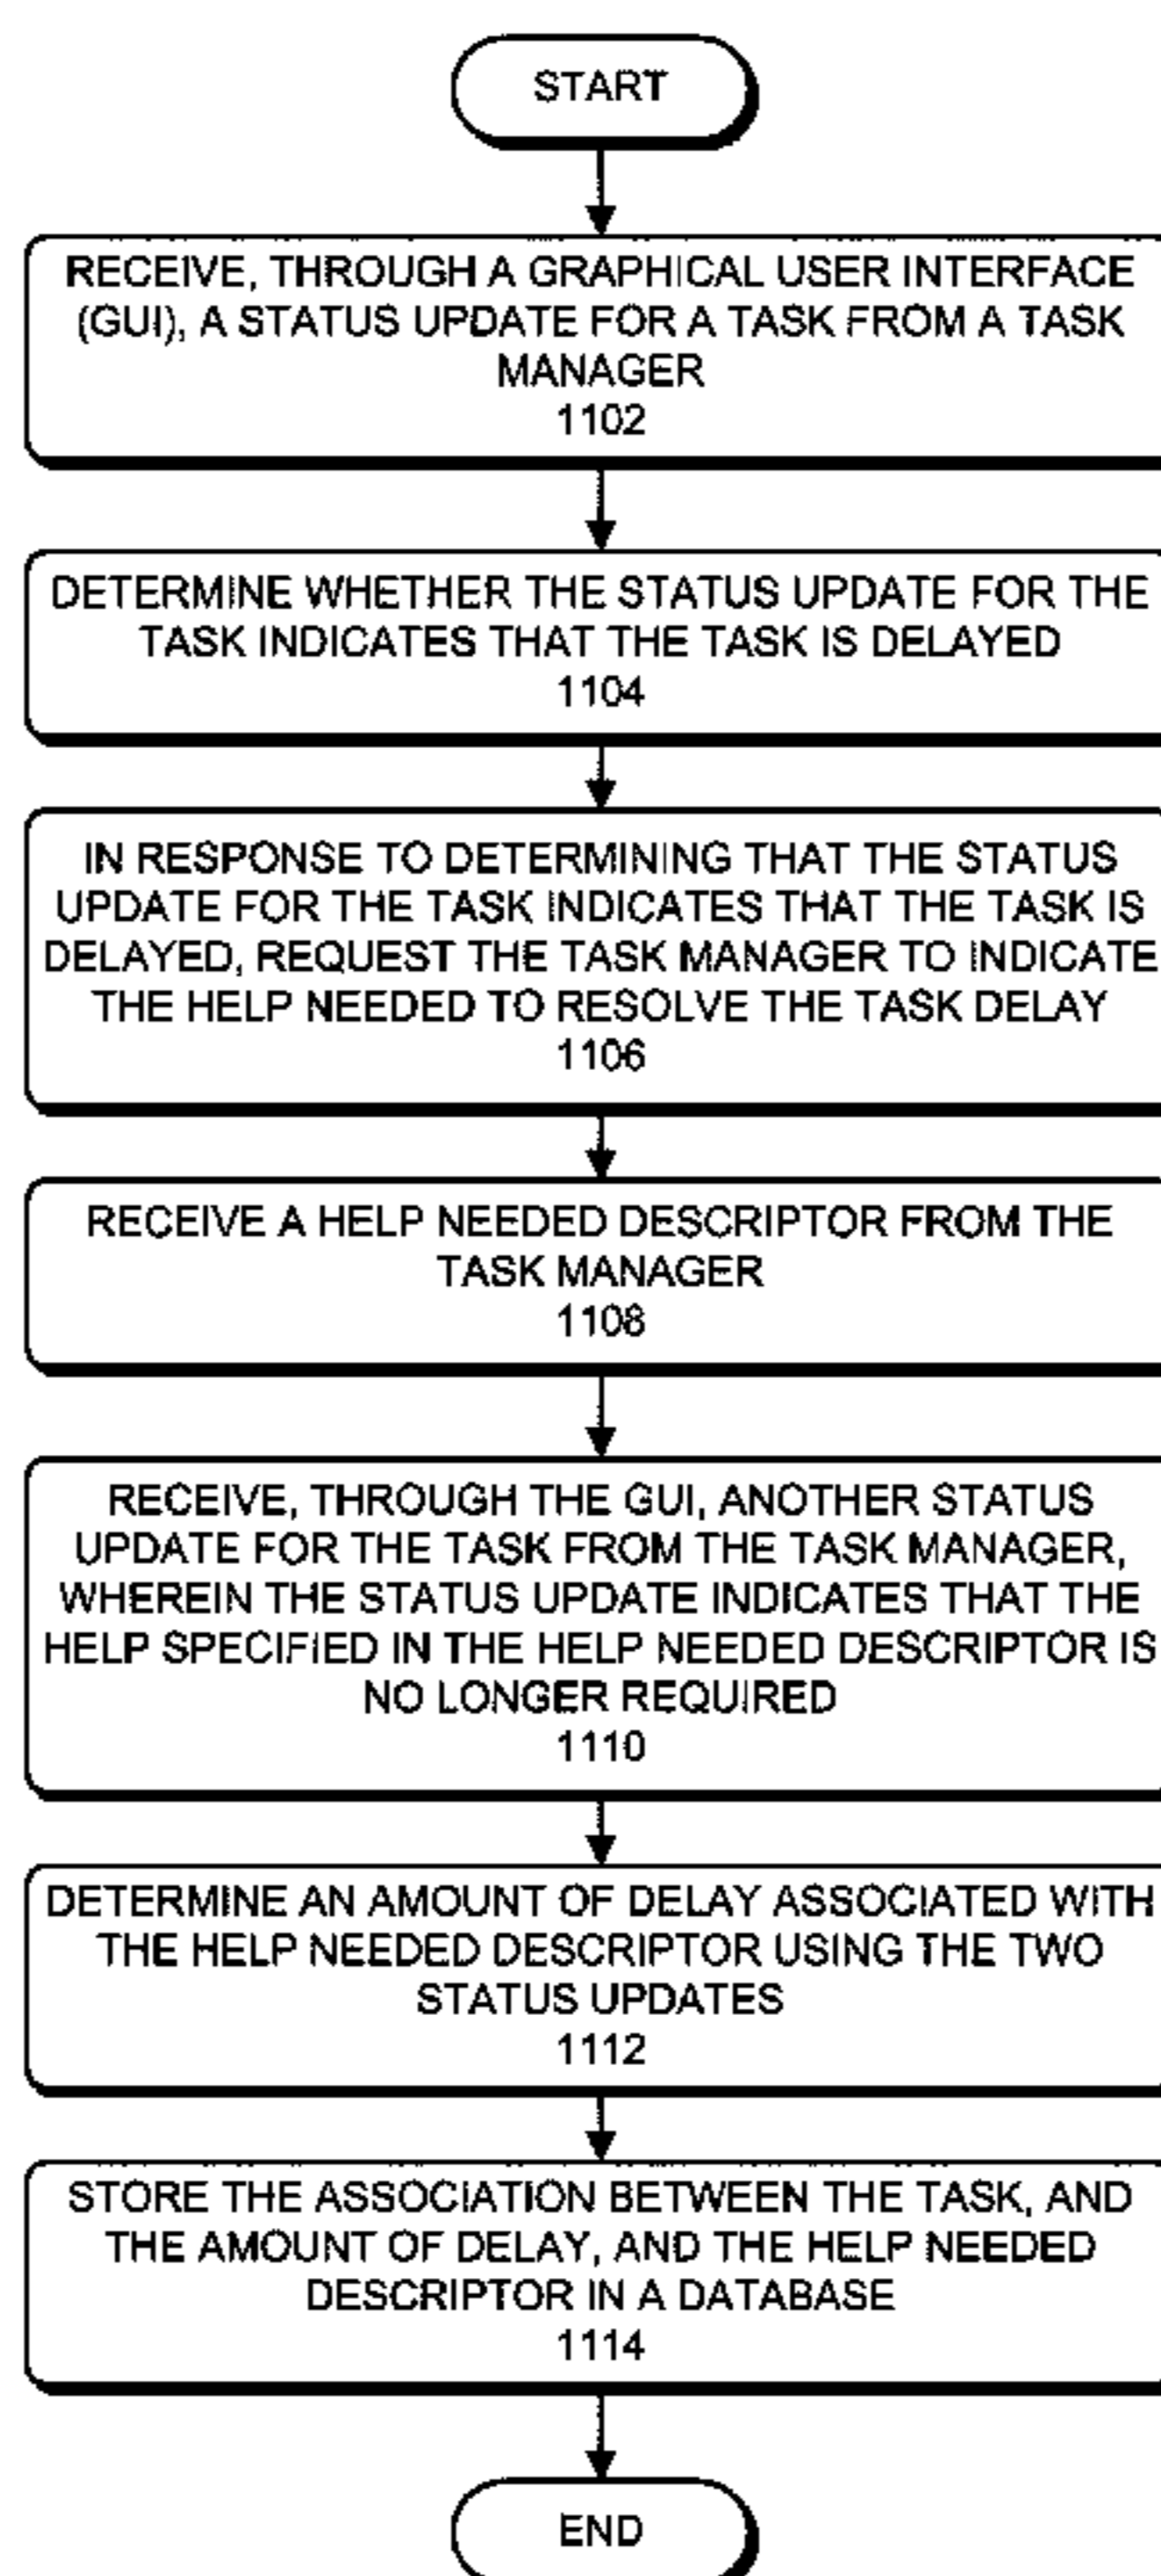 START
RECEIVE, THROUGH A GRAPHICAL USER INTERFACE
(GUI), A STATUS UPDATE FOR A TASK FROM A TASK
MANAGER
1102
DETERMINE WHETHER THE STATUS UPDATE FOR THE
TASK INDICATES THAT THE TASK IS DELAYED
1104
IN RESPONSE TO DETERMINING THAT THE STATUS
UPDATE FOR THE TASK INDICATES THAT THE TASK IS
DELAYED, REQUEST THE TASK MANAGER TO INDICATE
THE HELP NEEDED TO RESOLVE THE TASK DELAY
1106
RECEIVE A HELP NEEDED DESCRIPTOR FROM THE
TASK MANAGER
1108
RECEIVE, THROUGH THE GUI, ANOTHER STATUS
UPDATE FOR THE TASK FROM THE TASK MANAGER,
WHEREIN THE STATUS UPDATE INDICATES THAT THE
HELP SPECIFIED IN THE HELP NEEDED DESCRIPTOR IS
NO LONGER REQUIRED
1110
DETERMINE AN AMOUNT OF DELAY ASSOCIATED WITH
THE HELP NEEDED DESCRIPTOR USING THE TWO
STATUS UPDATES
1112
STORE THE ASSOCIATION BETWEEN THE TASK, AND
THE AMOUNT OF DELAY, AND THE HELP NEEDED
DESCRIPTOR IN A DATABASE
1114
END